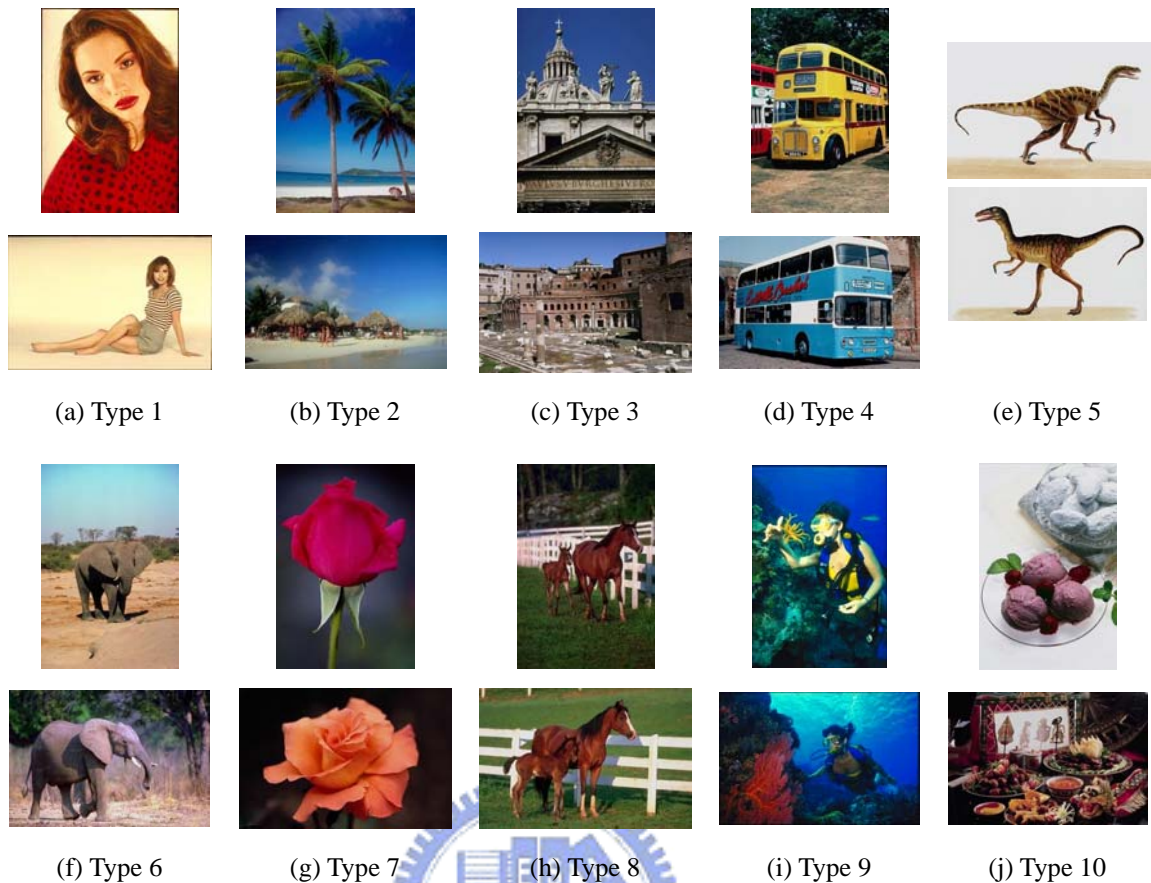 (a) Type 1
(b) Type 2
(c) Type 3
(d) Type 4
(e) Type 5
(f) Type 6
(g) Type 7
(h) Type 8
(i) Type 9
(j) Type 10